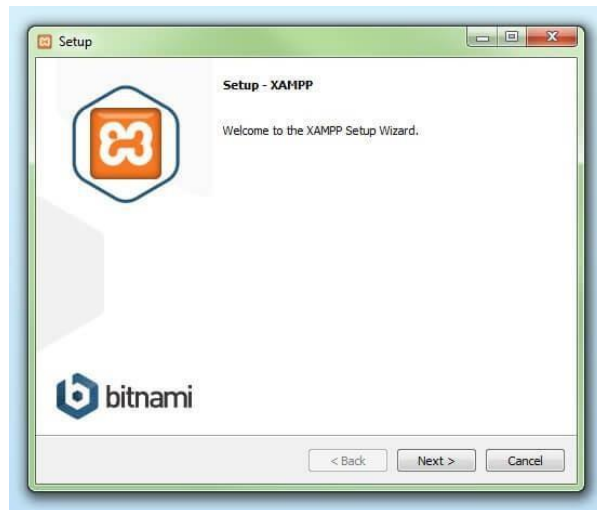 Setup
Setup - XAMPP
Welcome to the XAMPP Setup Wizard.
bitnami
< Back Next > Cancel